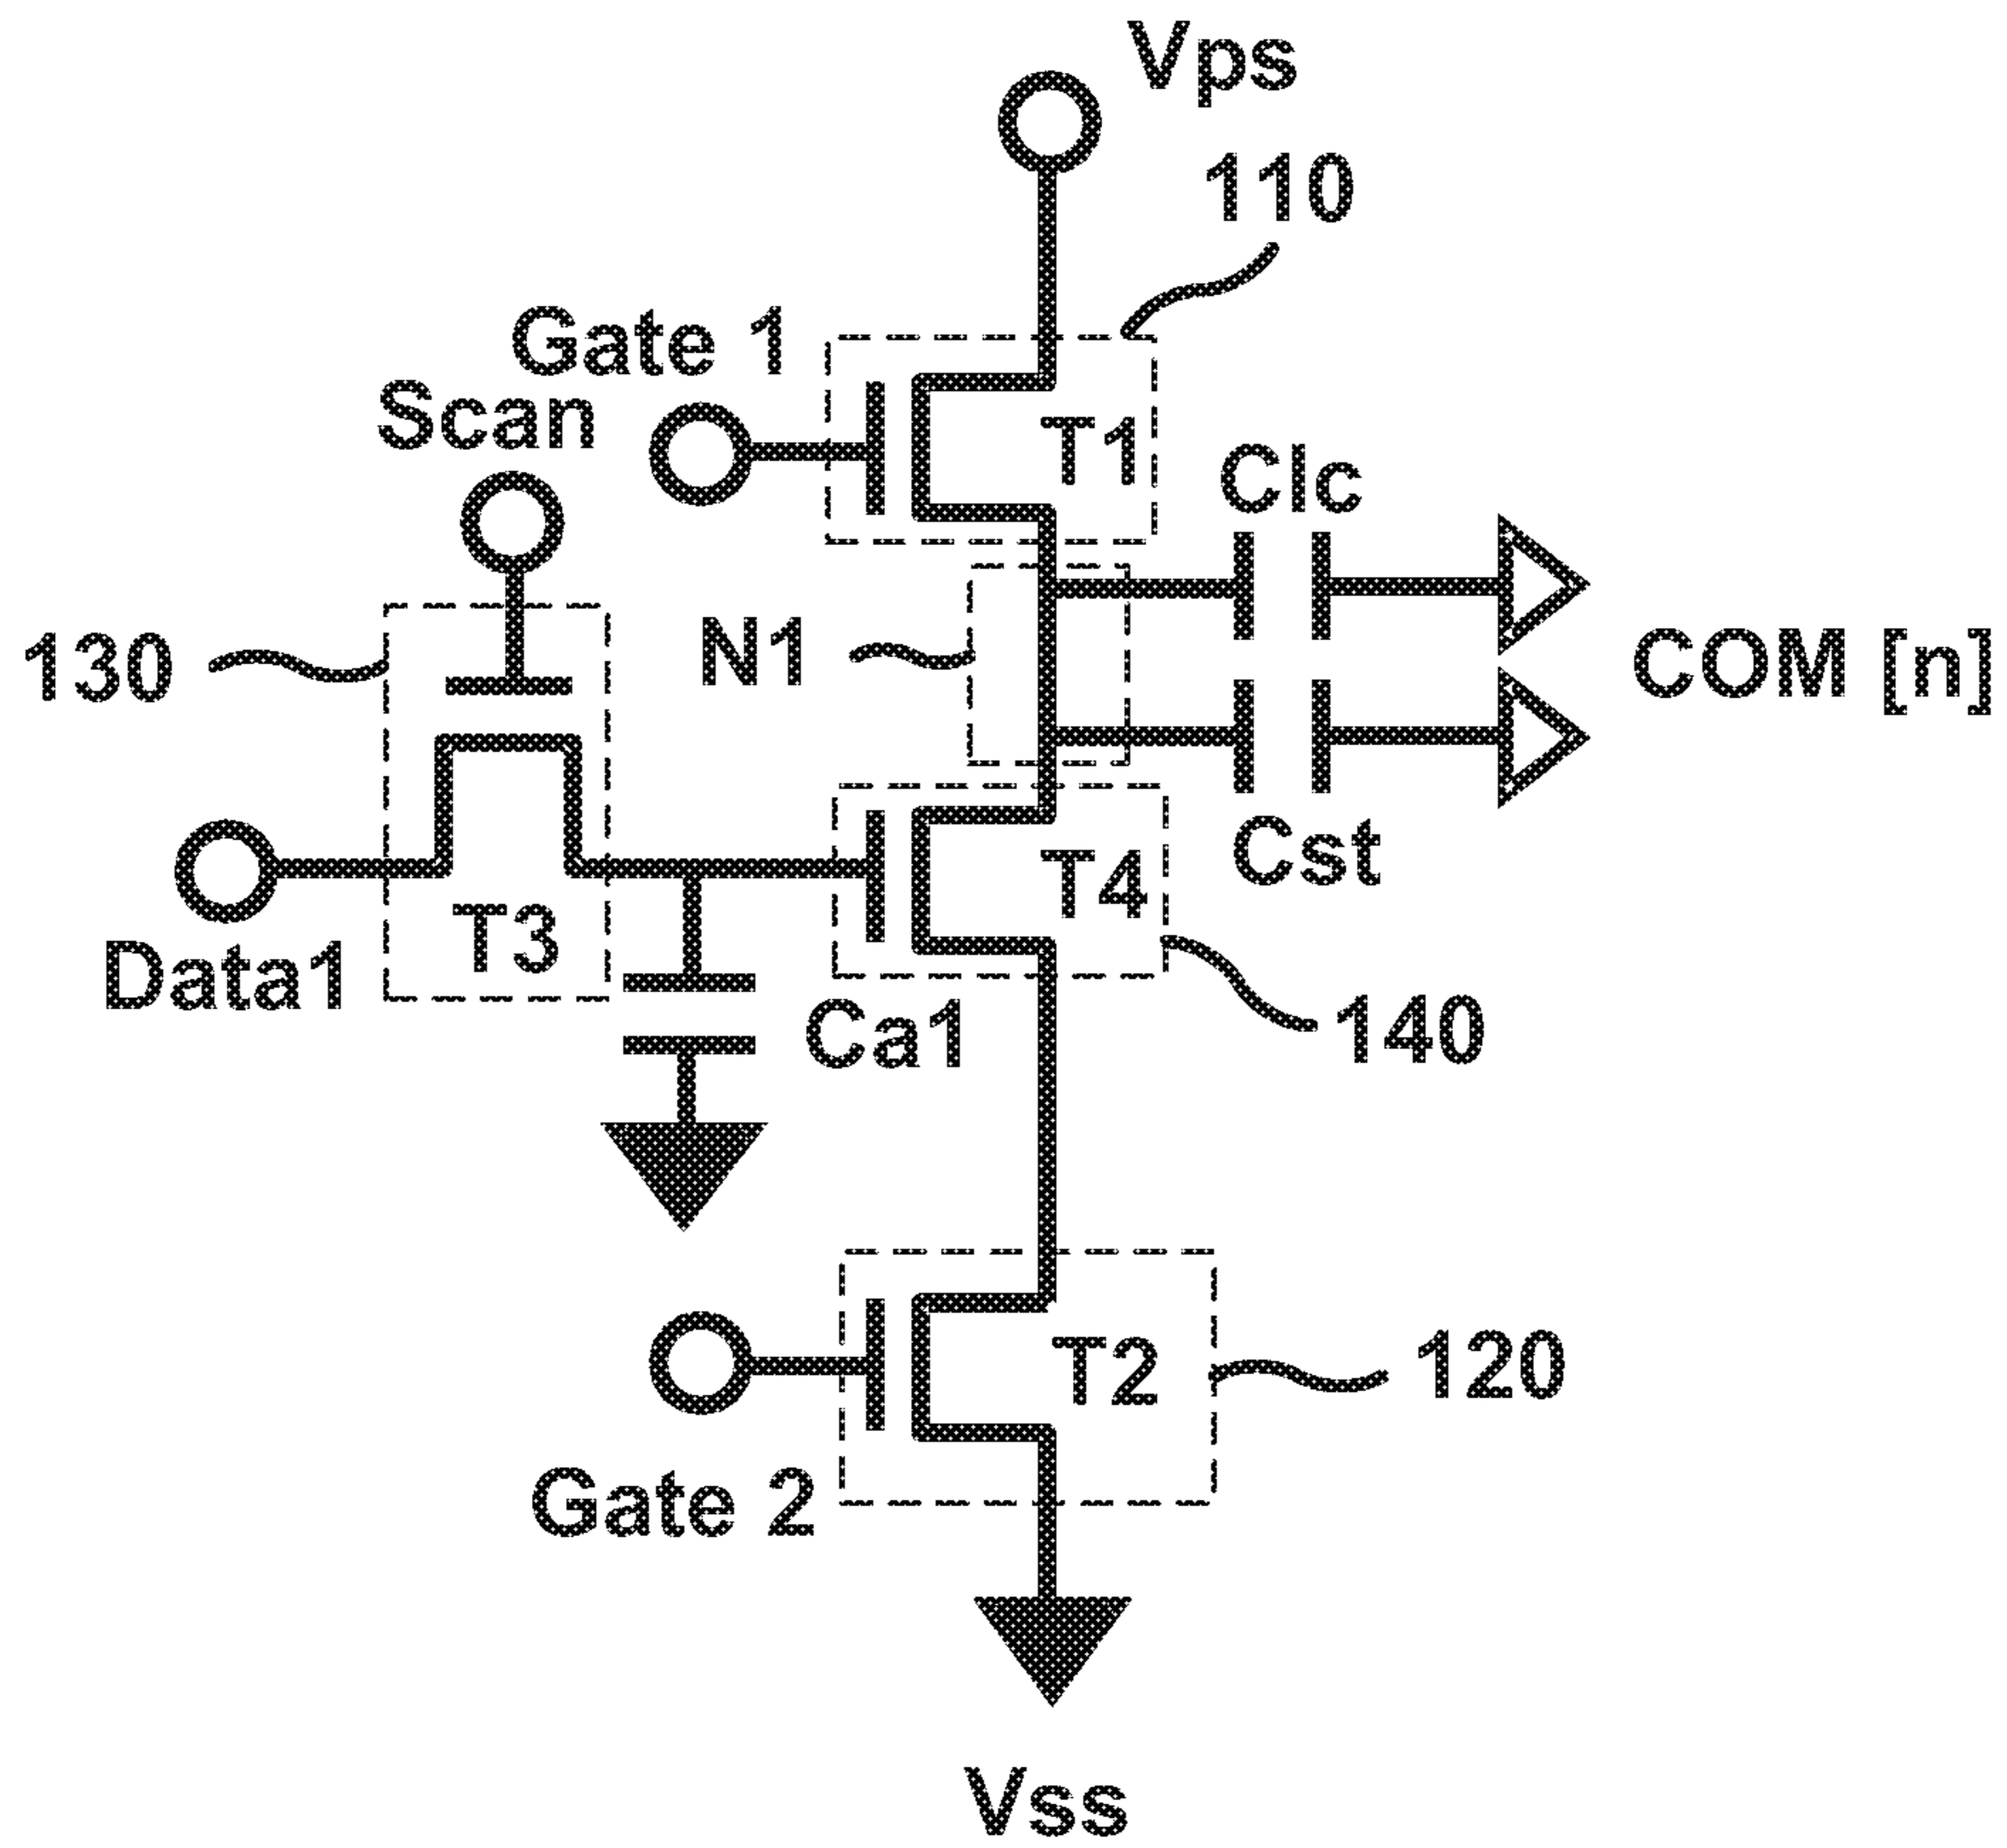 Vps
110
Gate 1
Scan
T1
Clc
130
N1
COM [n]
Cst
T4
T3
Data1
Ca1
140
T2
120
Gate 2
Vss